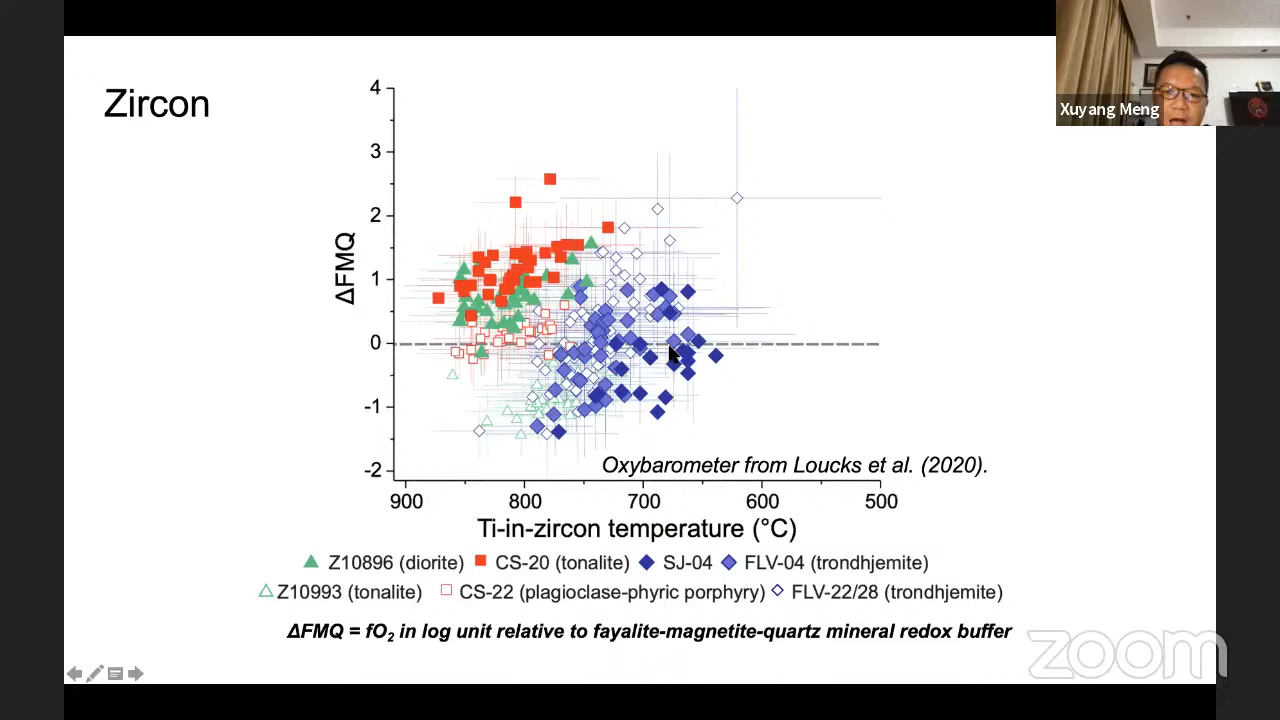 Xuyang Meng
Zircon
4
3
2
1
0
-1
-2
ΔFMQ
Oxybarometer from Loucks et al. (2020).
900 800 700 600 500
Ti-in-zircon temperature (°C)
Z10896 (diorite) CS-20 (tonalite) SJ-04 FLV-04 (trondhjemite)
Z10993 (tonalite) CS-22 (plagioclase-phyric porphyry) FLV-22/28 (trondhjemite)
ΔFMQ = fO₂ in log unit relative to fayalite-magnetite-quartz mineral redox buffer
zoom